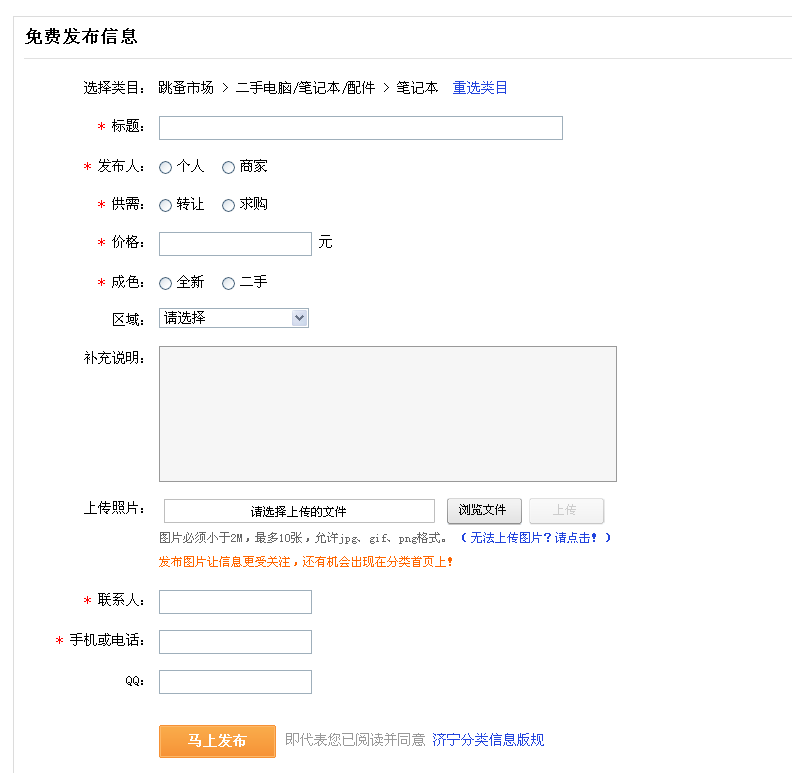 免费发布信息
选择类目: 跳蚤市场 > 二手电脑/笔记本/配件 > 笔记本 重选类目
* 标题:
* 发布人: 个人 商家
* 供需: 转让 求购
* 价格: 元
* 成色: 全新 二手
区域: 请选择
补充说明:
上传照片: 请选择上传的文件 浏览文件 上传
图片必须小于2M，最多10张，允许jpg、gif、png格式。（无法上传图片？请点击！）
发布图片让信息更受关注，还有机会出现在分类首页上！
* 联系人:
* 手机或电话:
QQ:
马上发布 即代表您已阅读并同意 济宁分类信息版规